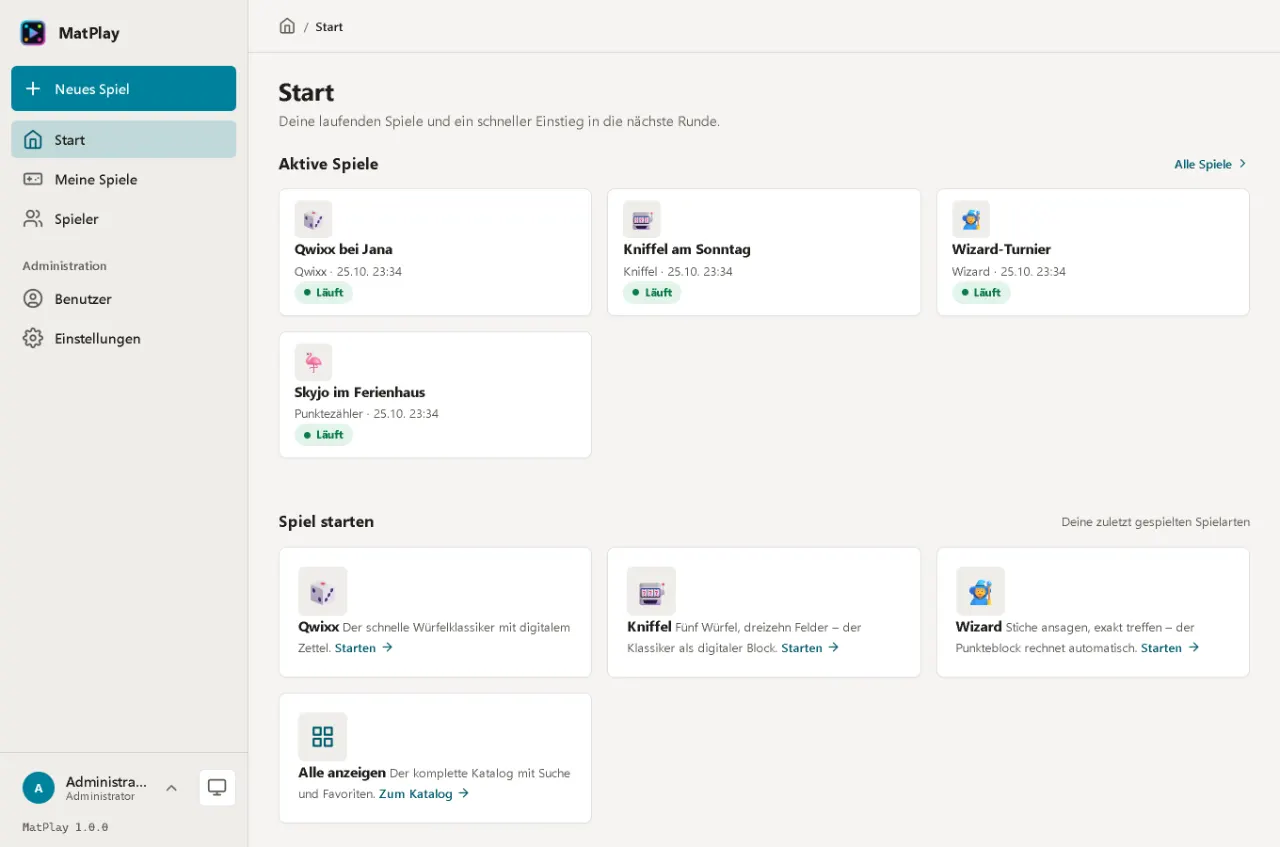 MatPlay
Neues Spiel
Start
Meine Spiele
Spieler
Administration
Benutzer
Einstellungen
A
Administra...
Administrator
MatPlay 1.0.0
/ Start
Start
Deine laufenden Spiele und ein schneller Einstieg in die nächste Runde.
Aktive Spiele
Alle Spiele
Qwixx bei Jana
Qwixx · 25.10. 23:34
Läuft
Kniffel am Sonntag
Kniffel · 25.10. 23:34
Läuft
Wizard-Turnier
Wizard · 25.10. 23:34
Läuft
Skyjo im Ferienhaus
Punktezähler · 25.10. 23:34
Läuft
Spiel starten
Deine zuletzt gespielten Spielarten
Qwixx Der schnelle Würfelklassiker mit digitalem
Zettel. Starten →
Kniffel Fünf Würfel, dreizehn Felder – der
Klassiker als digitaler Block. Starten →
Wizard Stiche ansagen, exakt treffen – der
Punkteblock rechnet automatisch. Starten →
Alle anzeigen Der komplette Katalog mit Suche
und Favoriten. Zum Katalog →